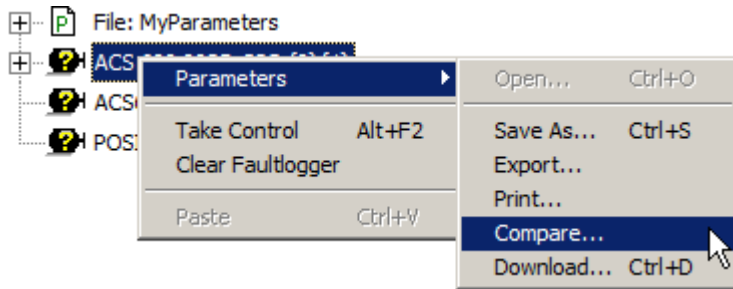 File: MyParameters
ACS
Parameters
Open... Ctrl+O
ACS
Take Control Alt+F2
Save As... Ctrl+S
POS
Clear Faultlogger
Export...
Print...
Paste Ctrl+V
Compare...
Download... Ctrl+D